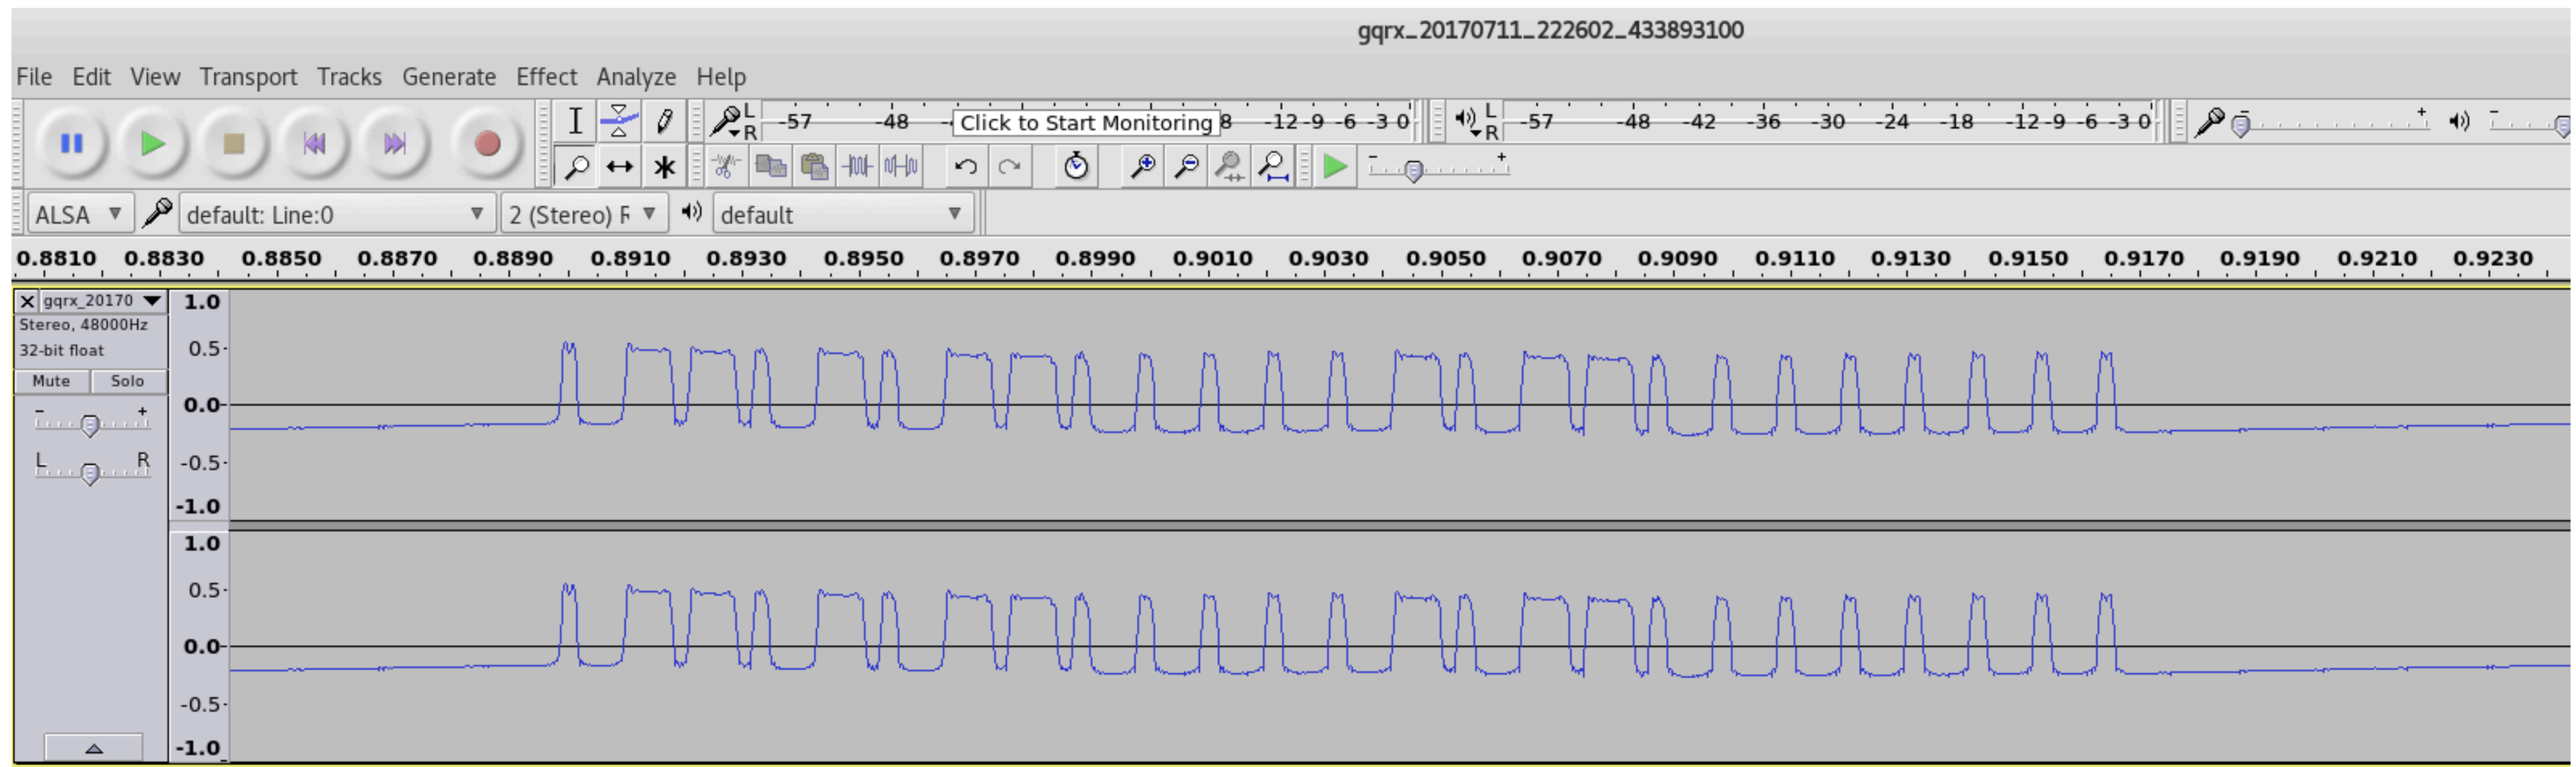 gqrx_20170711_222602_433893100
File Edit View Transport Tracks Generate Effect Analyze Help
L R -57 -48 Click to Start Monitoring 8 -12 -9 -6 -3 0 L R -57 -48 -42 -36 -30 -24 -18 -12 -9 -6 -3 0 - + -
- +
ALSA default: Line:0 2 (Stereo) R default
0.8810 0.8830 0.8850 0.8870 0.8890 0.8910 0.8930 0.8950 0.8970 0.8990 0.9010 0.9030 0.9050 0.9070 0.9090 0.9110 0.9130 0.9150 0.9170 0.9190 0.9210 0.9230
X gqrx_20170 1.0
Stereo, 48000Hz
32-bit float 0.5-
Mute Solo
- + 0.0-
L R -0.5-
-1.0
1.0
0.5-
0.0-
-0.5-
-1.0